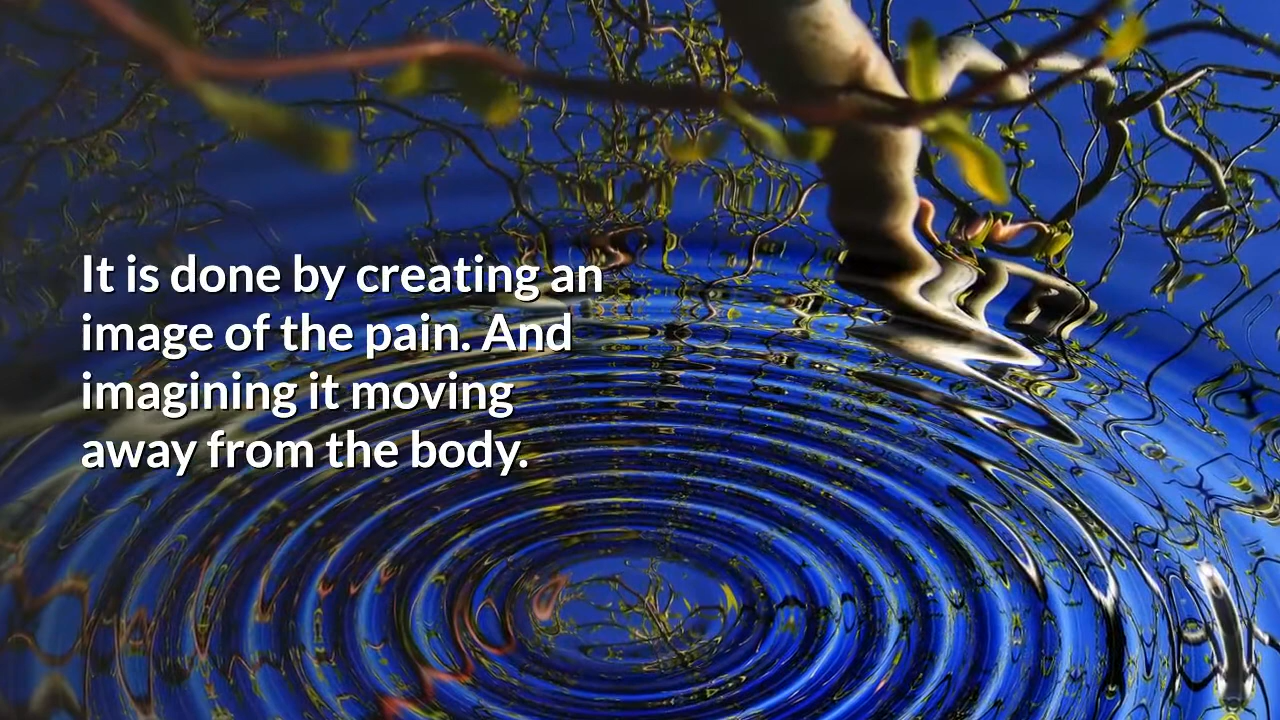 It is done by creating an
image of the pain. And
imagining it moving
away from the body.